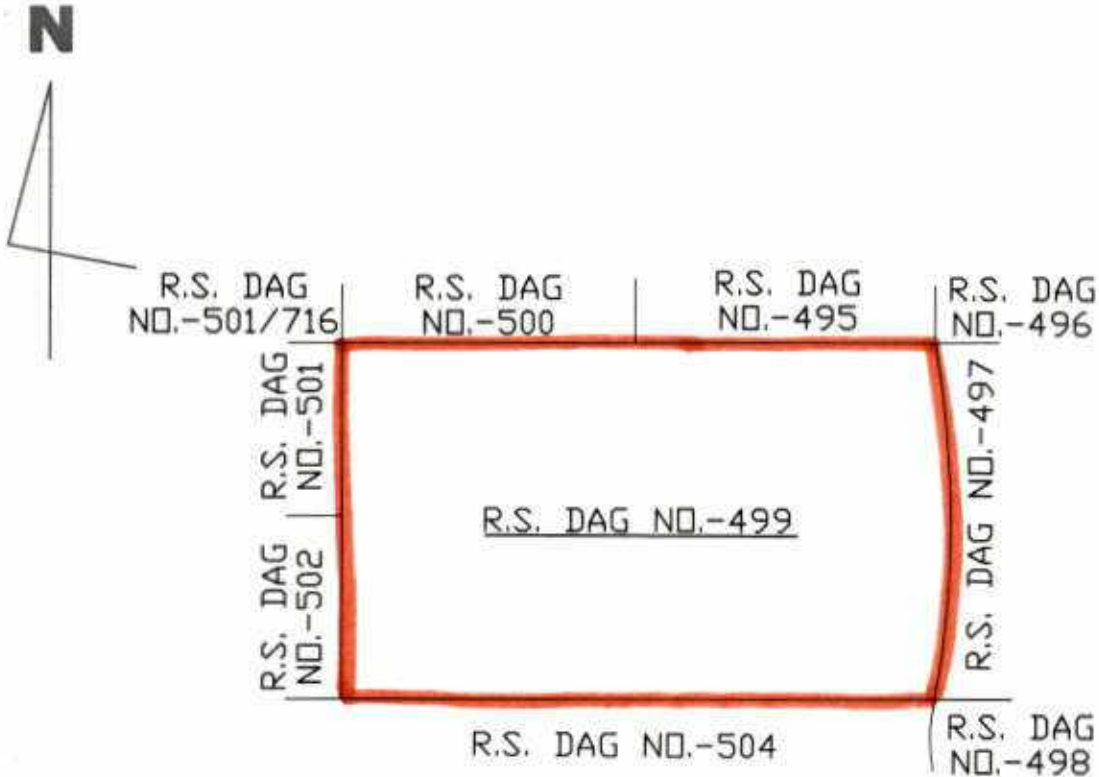 N
R.S. DAG
NO.-501/716
R.S. DAG
NO.-500
R.S. DAG
NO.-495
R.S. DAG
NO.-496
R.S. DAG
NO.-501
R.S. DAG
NO.-502
R.S. DAG NO.-499
R.S. DAG NO.-497
R.S. DAG NO.-504
R.S. DAG
NO.-498